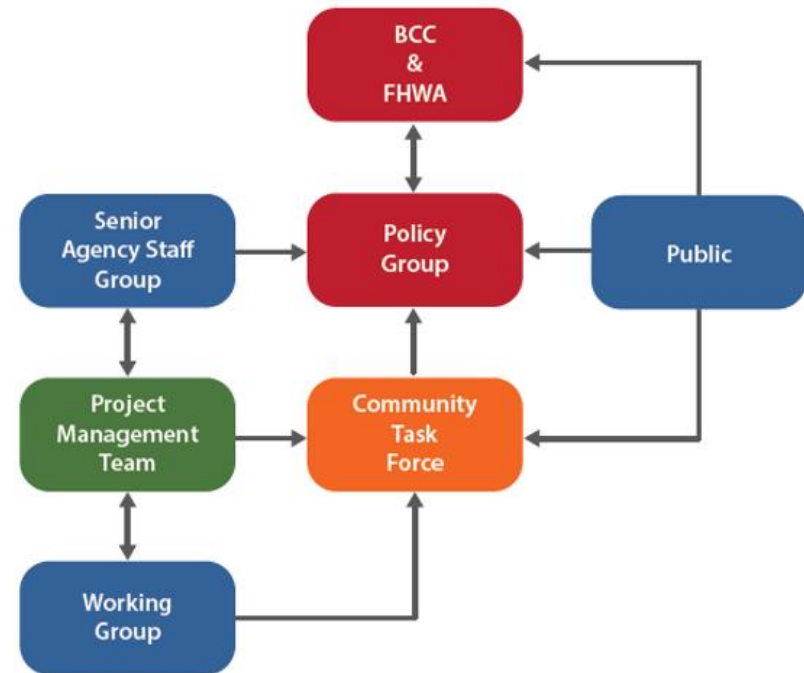 BCC
&
FHWA
Senior
Agency Staff
Group
Policy
Group
Public
Project
Management
Team
Community
Task
Force
Working
Group